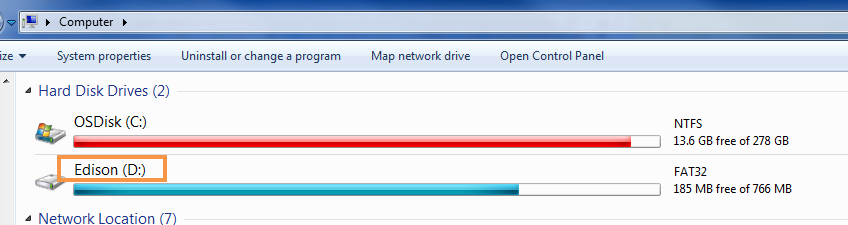 Computer
ize System properties Uninstall or change a program Map network drive Open Control Panel
Hard Disk Drives (2)
OSDisk (C:) NTFS
13.6 GB free of 278 GB
Edison (D:) FAT32
185 MB free of 766 MB
Network Location (7)